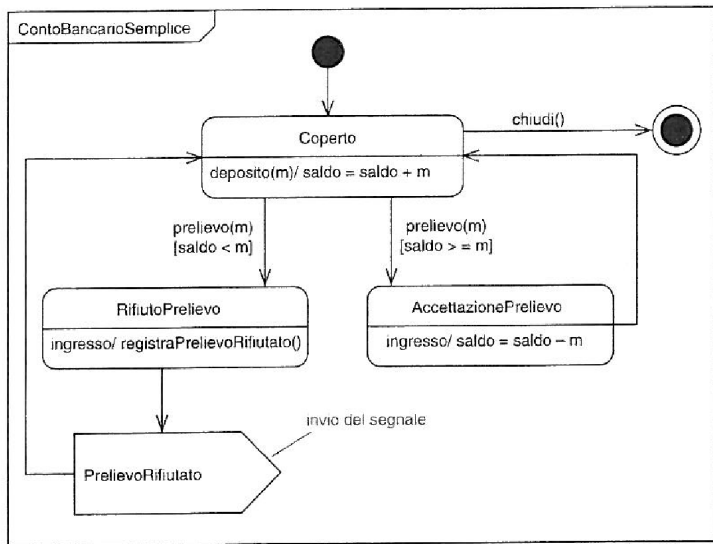 ContoBancarioSemplice
chiudi()
Coperto
deposito(m)/ saldo = saldo + m
prelievo(m)
[saldo < m]
prelievo(m)
[saldo > = m]
RifiutoPrelievo
ingresso/ registraPrelievoRifiutato()
AccettazionePrelievo
ingresso/ saldo = saldo – m
invio del segnale
PrelievoRifiutato